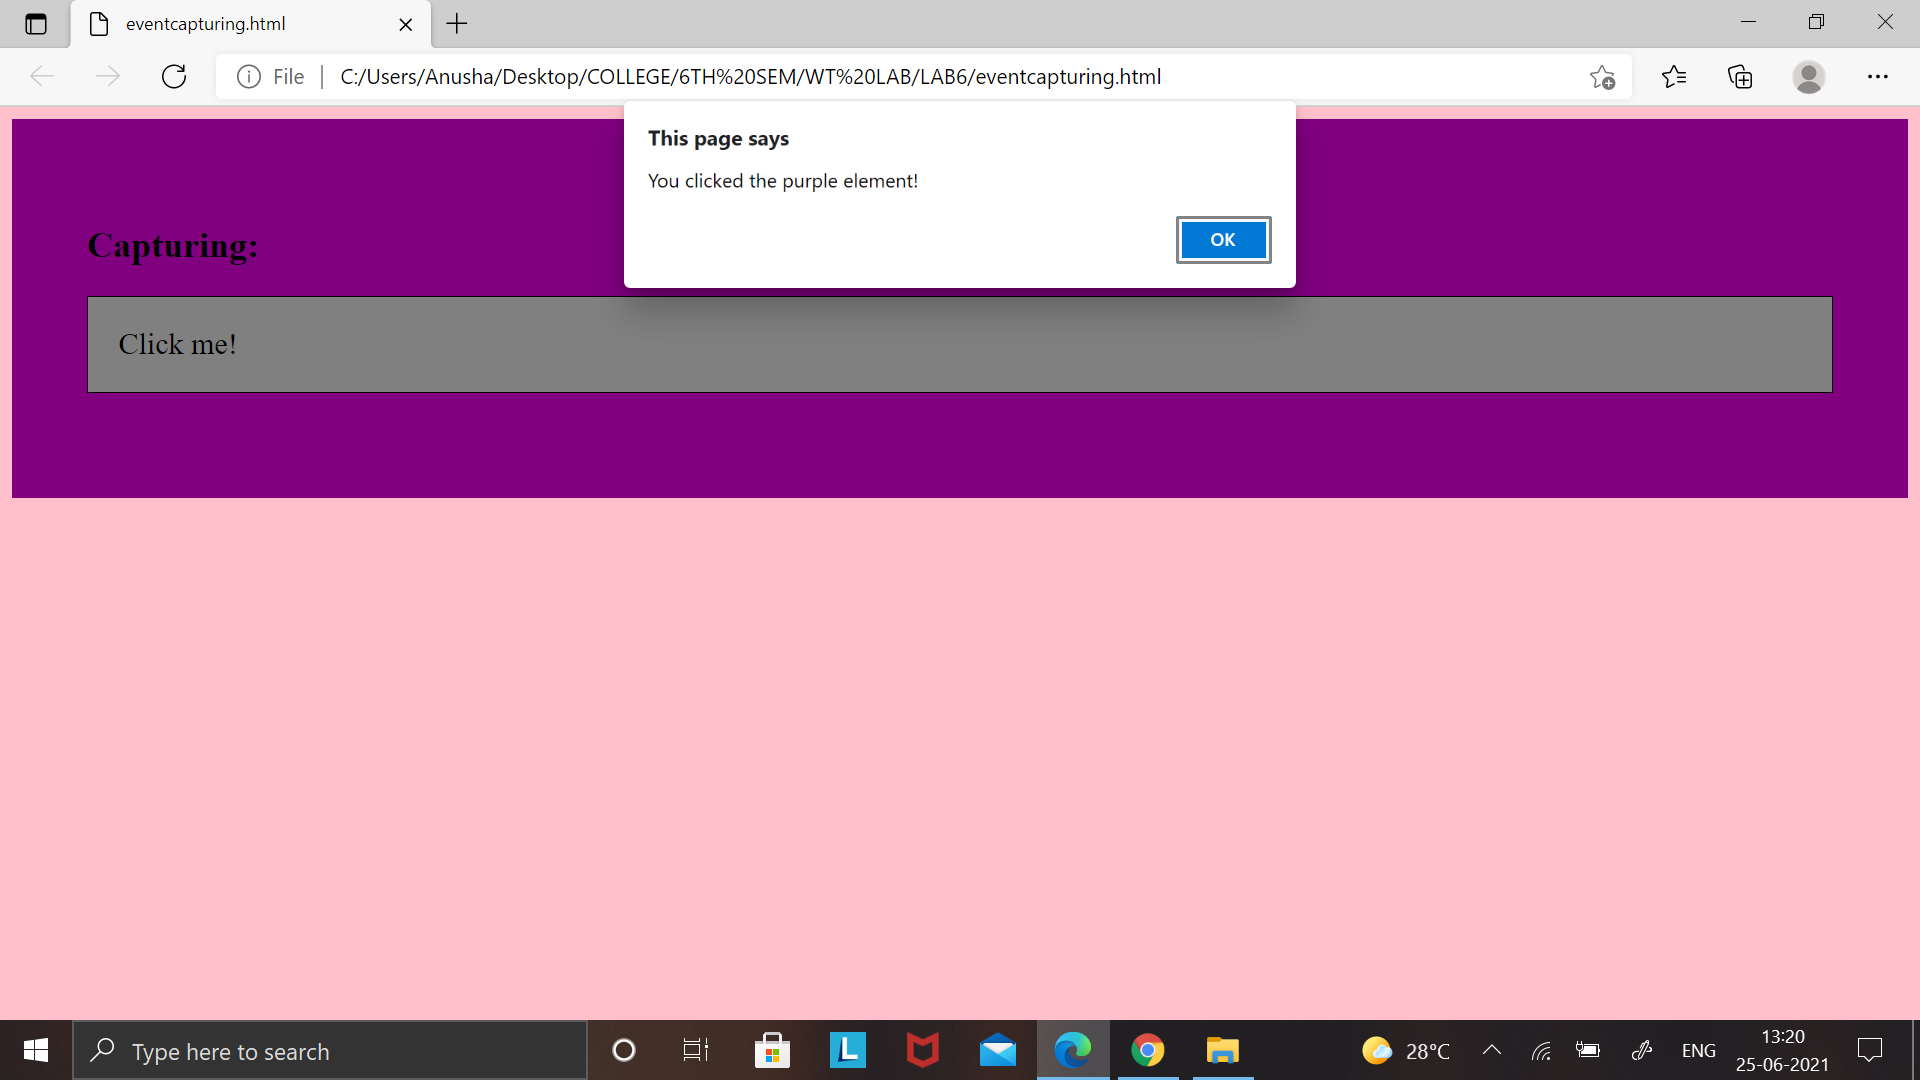 eventcapturing.html
File
C:/Users/Anusha/Desktop/COLLEGE/6TH%20SEM/WT%20LAB/LAB6/eventcapturing.html
This page says
You clicked the purple element!
OK
Capturing:
Click me!
Type here to search
L
28°C
ENG
13:20
25-06-2021